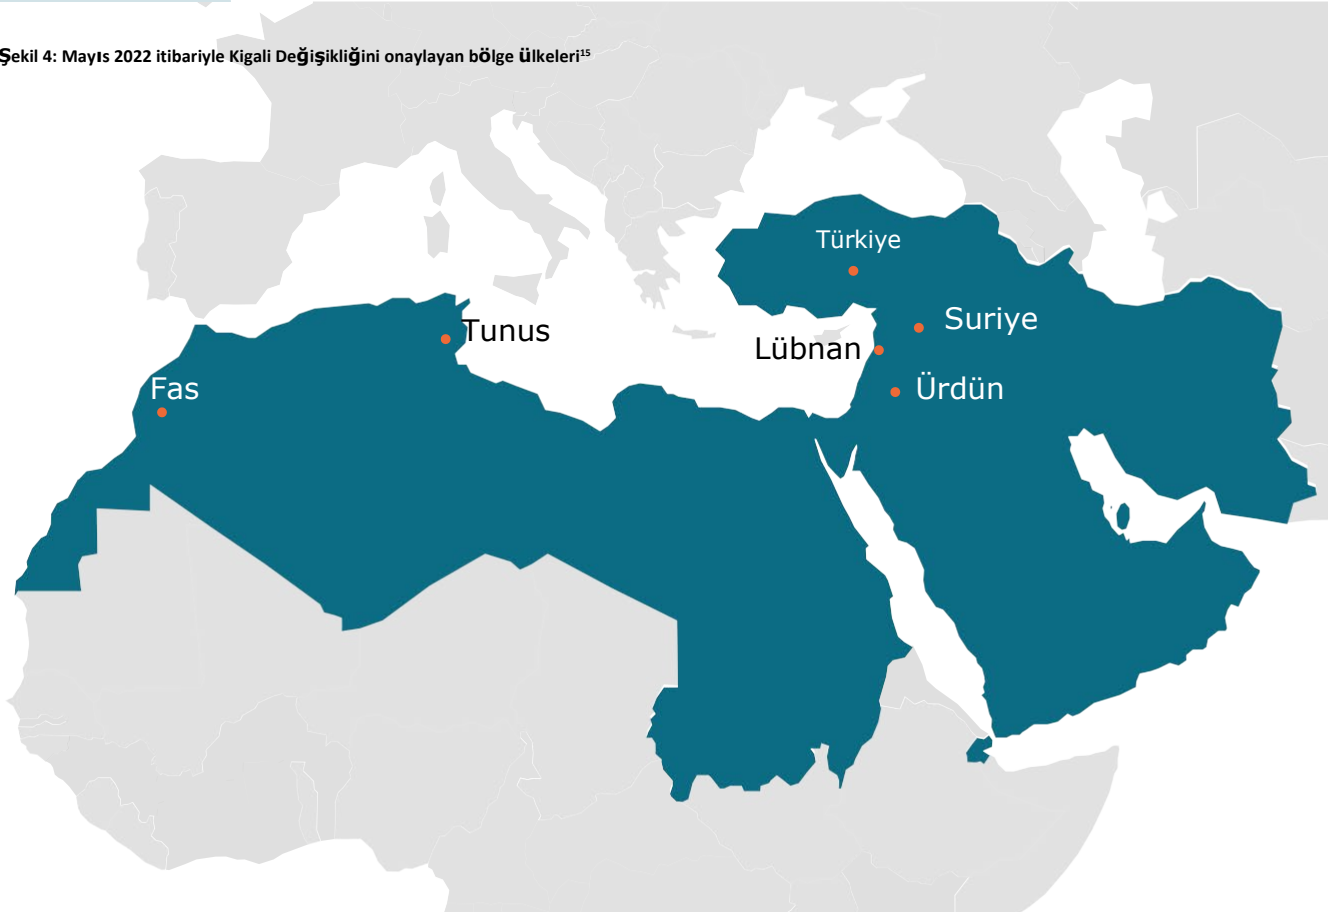 Şekil 4: Mayıs 2022 itibariyle Kigali Değişikliğini onaylayan bölge ülkeleri¹⁵
Türkiye
Suriye
Tunus
Lübnan
Fas
Ürdün